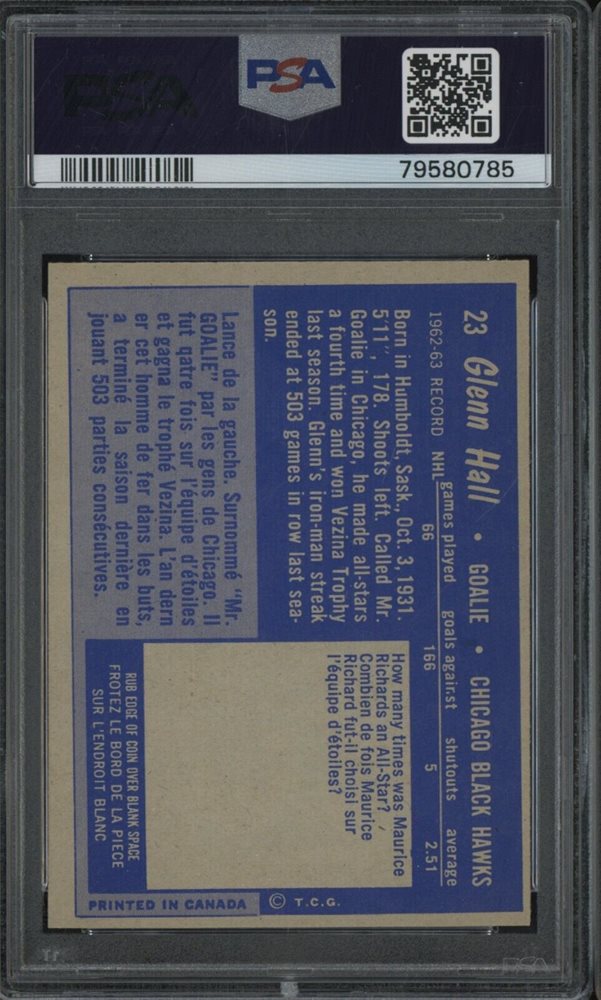 PSA
PSA
79580785
23 Glenn Hall • GOALIE • CHICAGO BLACK HAWKS
games played goals against shutouts average
1962-63 RECORD NHL 66 166 5 2.51
Born in Humboldt, Sask., Oct. 3, 1931.
5'11", 178. Shoots left. Called Mr.
Goalie in Chicago, he made all-stars
a fourth time and won Vezina Trophy
last season. Glenn's iron-man streak
ended at 503 games in row last sea-
son.
Lance de la gauche. Surnommé "Mr.
GOALIE" par les gens de Chicago. Il
fut qatre fois sur l'équipe d'étoiles
et gagna le trophé Vezina. L'an dern
er cet homme de fer dans les buts,
a terminé la saison dernière en
jouant 503 parties consécutives.
How many times was Maurice
Richards an All-Star?
Combien de fois Maurice
Richard fut-il choisi sur
l'équipe d'étoiles?
RUB EDGE OF COIN OVER BLANK SPACE
FROTEZ LE BORD DE LA PIECE
SUR L'ENDROIT BLANC
© T.C.G.
PRINTED IN CANADA
PSA